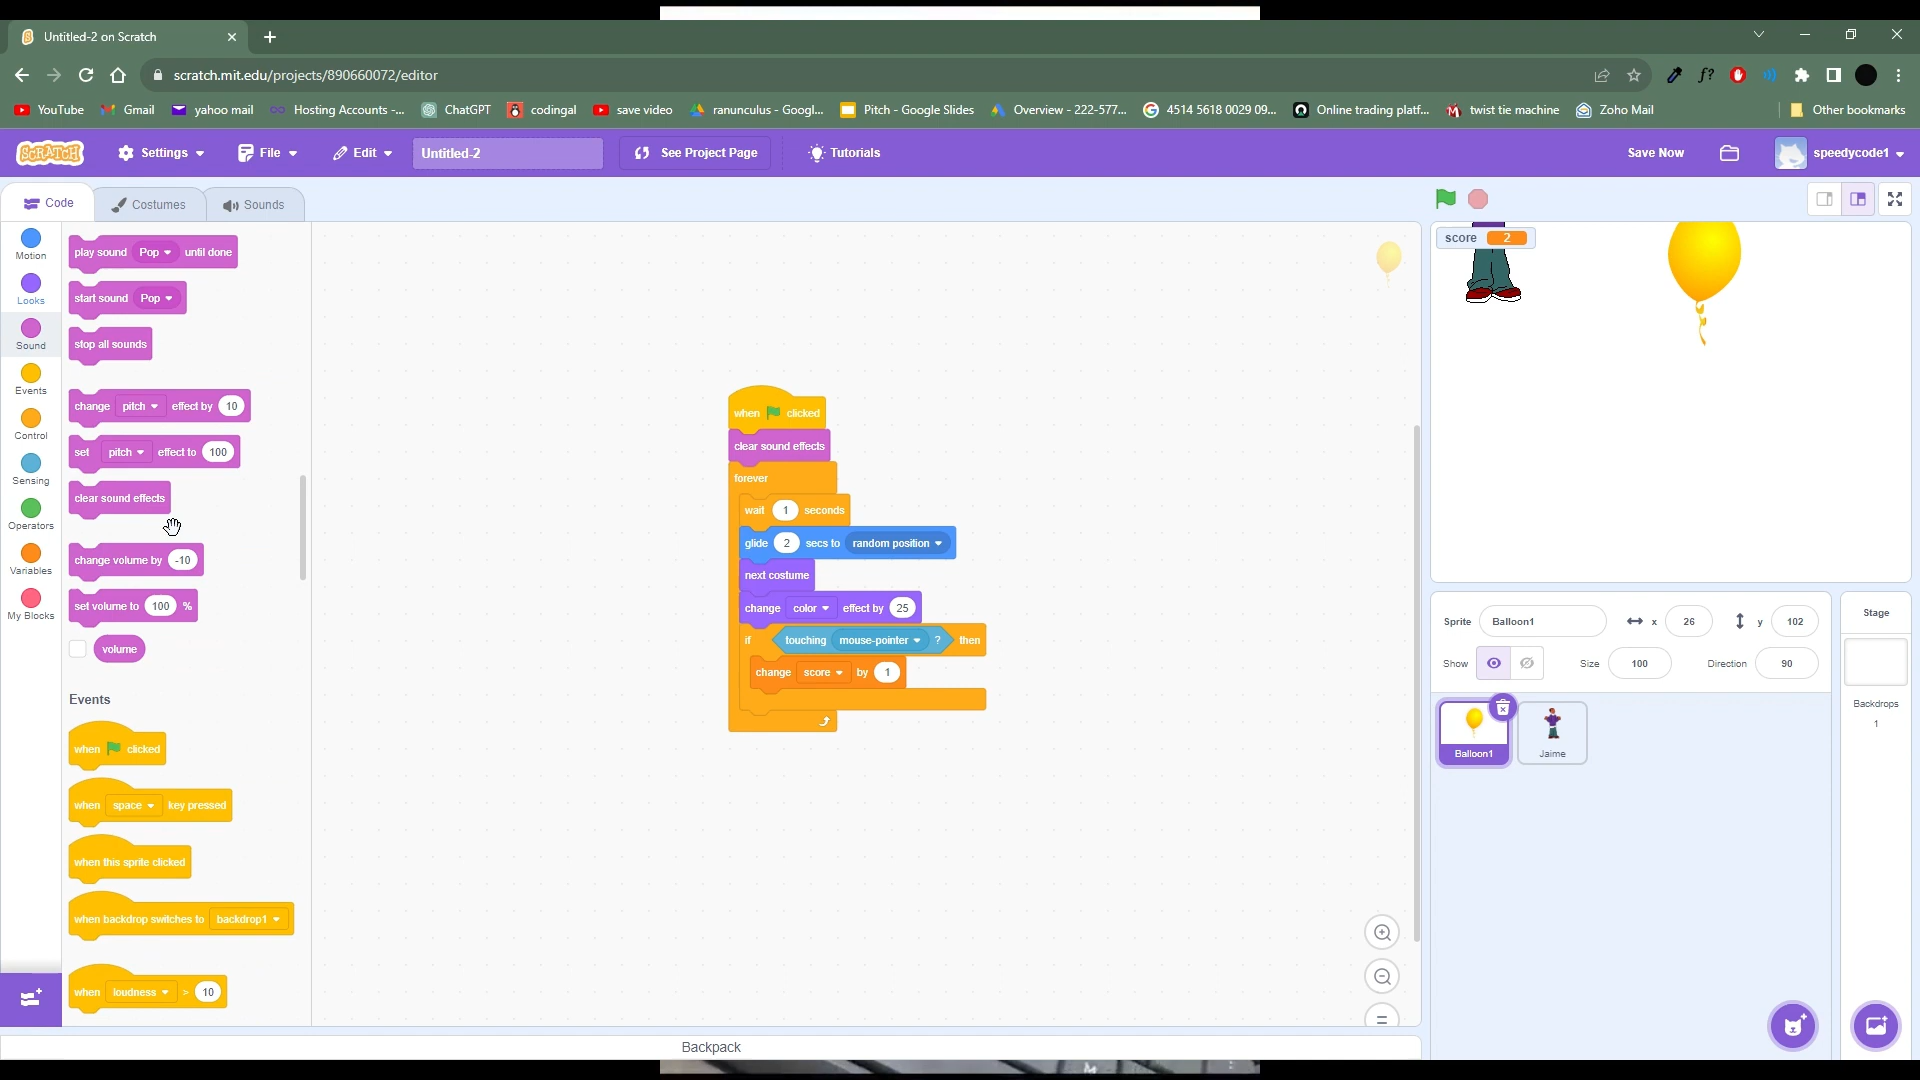 Untitled-2 on Scratch
scratch.mit.edu/projects/890660072/editor
f?
YouTube Gmail yahoo mail Hosting Accounts -... ChatGPT codingal save video ranunculus - Googl... Pitch - Google Slides Overview - 222-577... 4514 5618 0029 09... Online trading platf... twist tie machine Zoho Mail Other bookmarks
SCRATCH Settings File Edit Untitled-2 See Project Page Tutorials Save Now speedycode1
Code Costumes Sounds
Motion
Looks
Sound
Events
Control
Sensing
Operators
Variables
My Blocks
play sound Pop until done
start sound Pop
stop all sounds
change pitch effect by 10
set pitch effect to 100
clear sound effects
change volume by -10
set volume to 100 %
volume
Events
when clicked
when space key pressed
when this sprite clicked
when backdrop switches to backdrop1
when loudness > 10
when clicked
clear sound effects
forever
wait 1 seconds
glide 2 secs to random position
next costume
change color effect by 25
if touching mouse-pointer ? then
change score by 1
score 2
Sprite Balloon1 x 26 y 102
Show Size 100 Direction 90
Balloon1
Jaime
Stage
Backdrops
1
Backpack